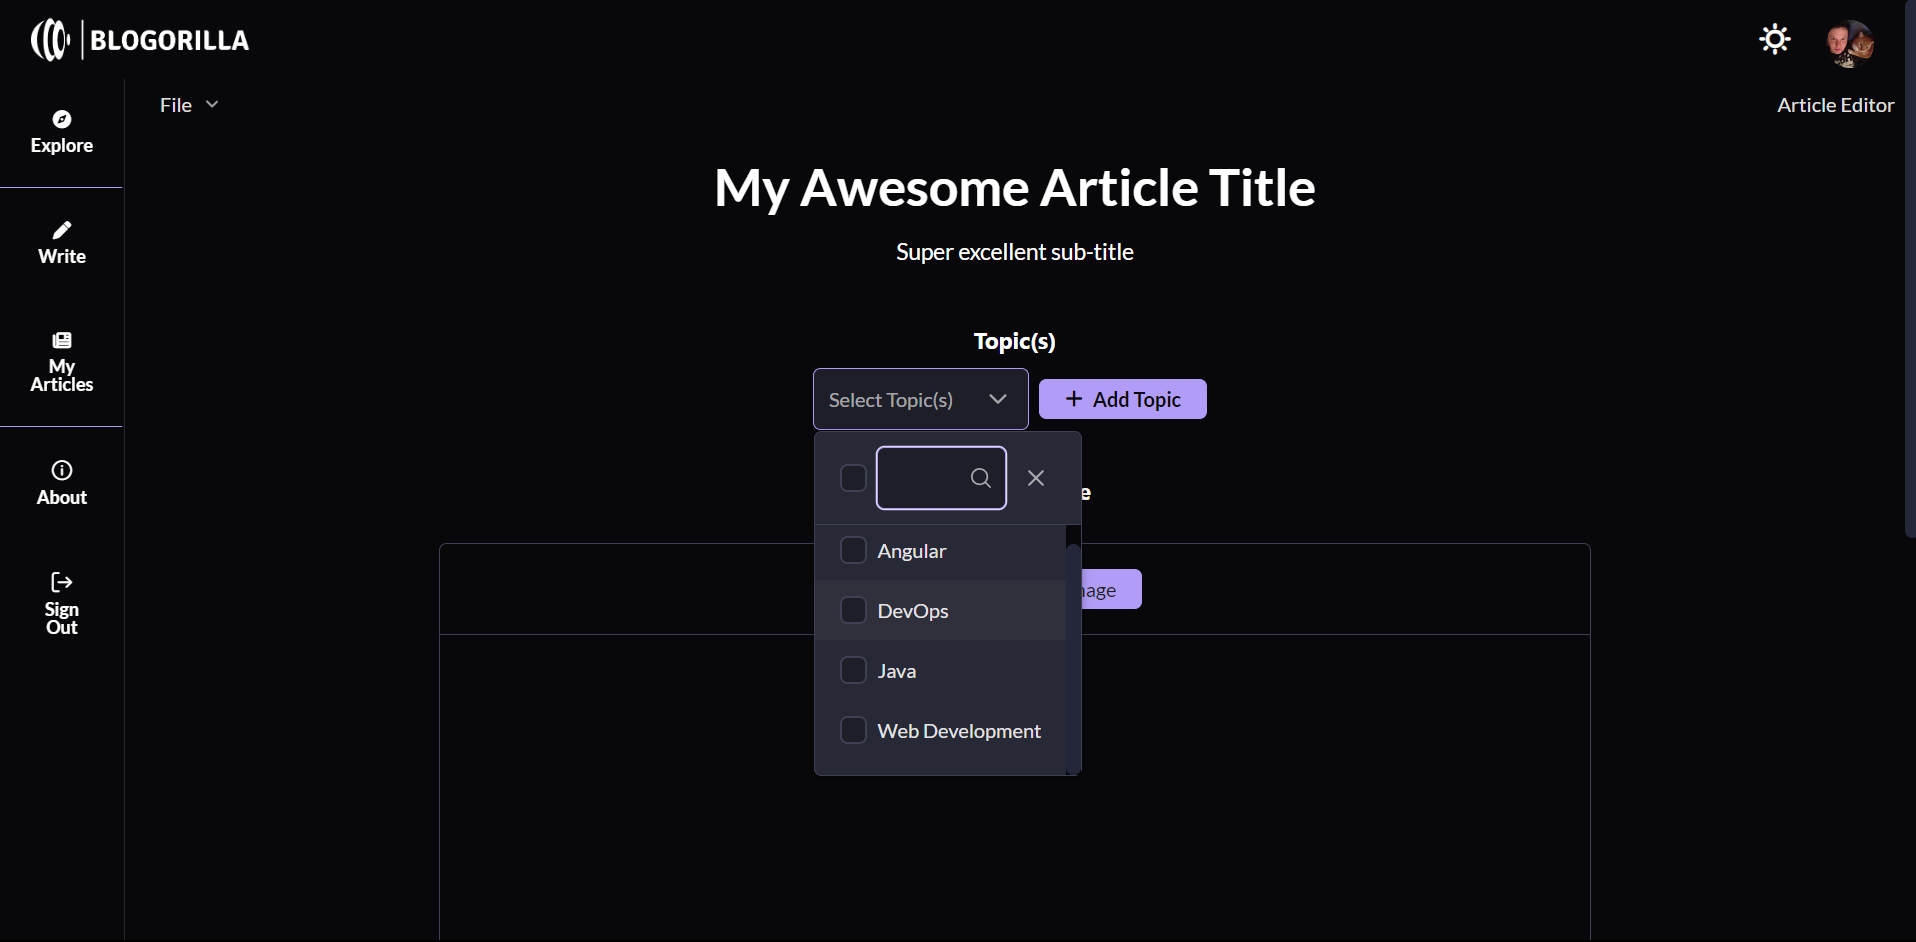 BLOGORILLA
File
Article Editor
Explore
Write
My
Articles
About
Sign
Out
My Awesome Article Title
Super excellent sub-title
Topic(s)
Select Topic(s)
+ Add Topic
Angular
DevOps
Java
Web Development